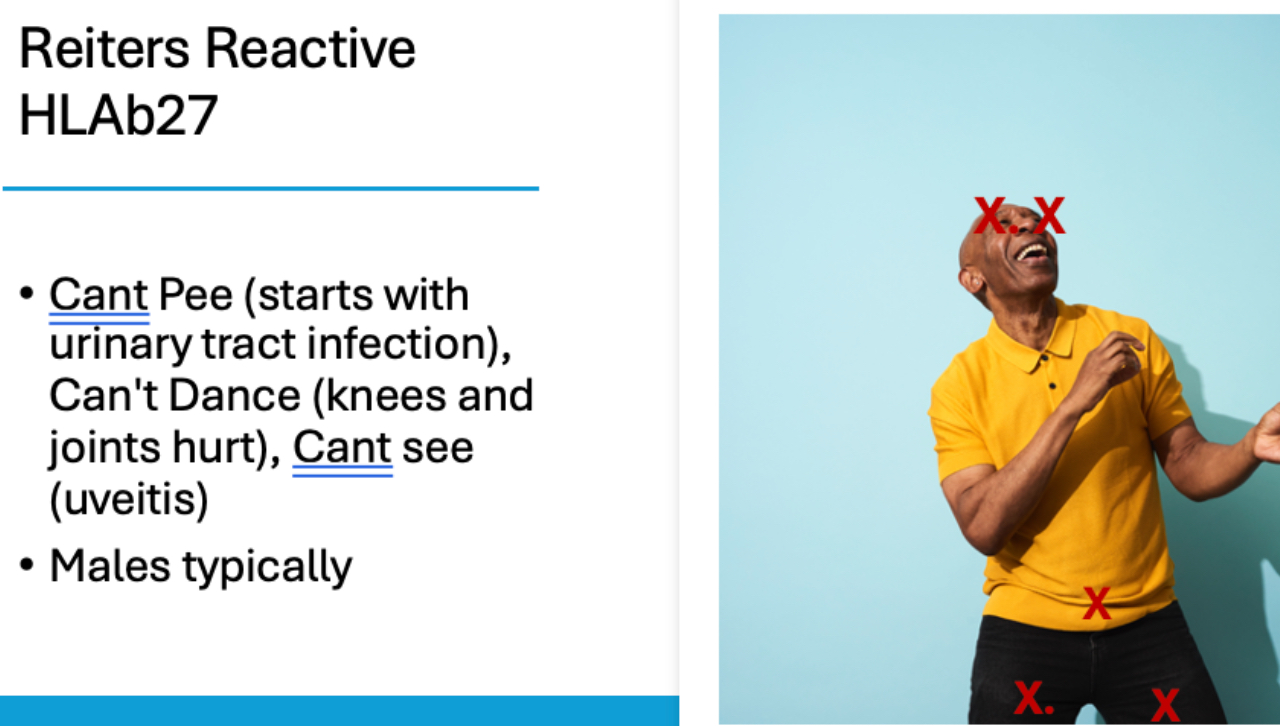 Reiters Reactive
HLAb27
• Cant Pee (starts with
urinary tract infection),
Can't Dance (knees and
joints hurt), Cant see
(uveitis)
• Males typically
X. X
X
X. X